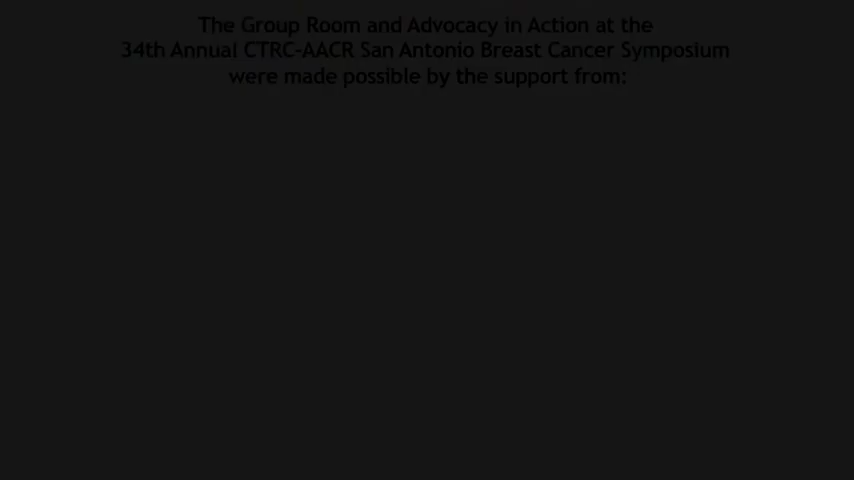 The Group Room and Advocacy in Action at the
34th Annual CTRC-AACR San Antonio Breast Cancer Symposium
were made possible by the support from: